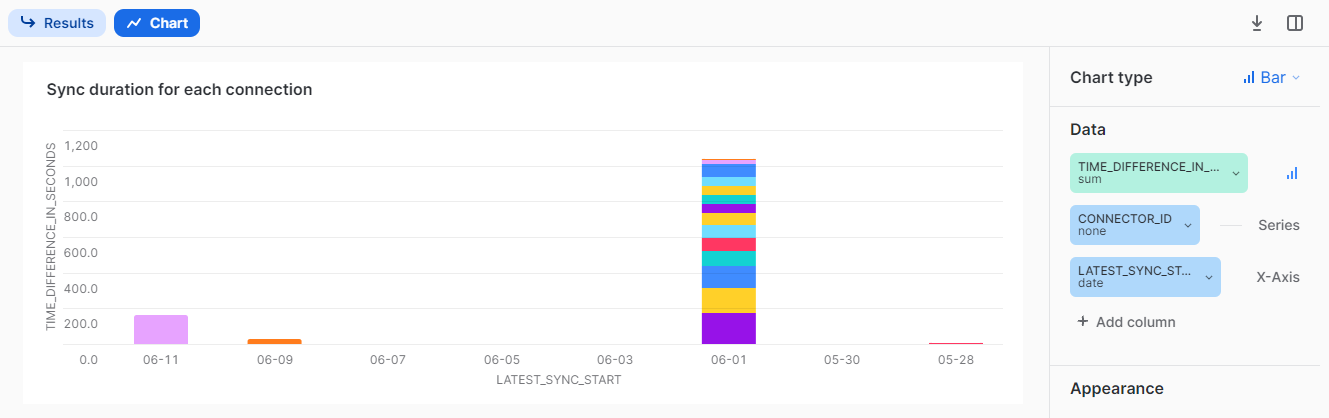 Results
Chart
Sync duration for each connection
TIME_DIFFERENCE_IN_SECONDS
1,200
1,000
800.0
600.0
400.0
200.0
0.0
06-11
06-09
06-07
06-05
06-03
06-01
05-30
05-28
LATEST_SYNC_START
Chart type
Bar
Data
TIME_DIFFERENCE_IN_...
sum
CONNECTOR_ID
none
Series
LATEST_SYNC_ST...
date
X-Axis
+ Add column
Appearance